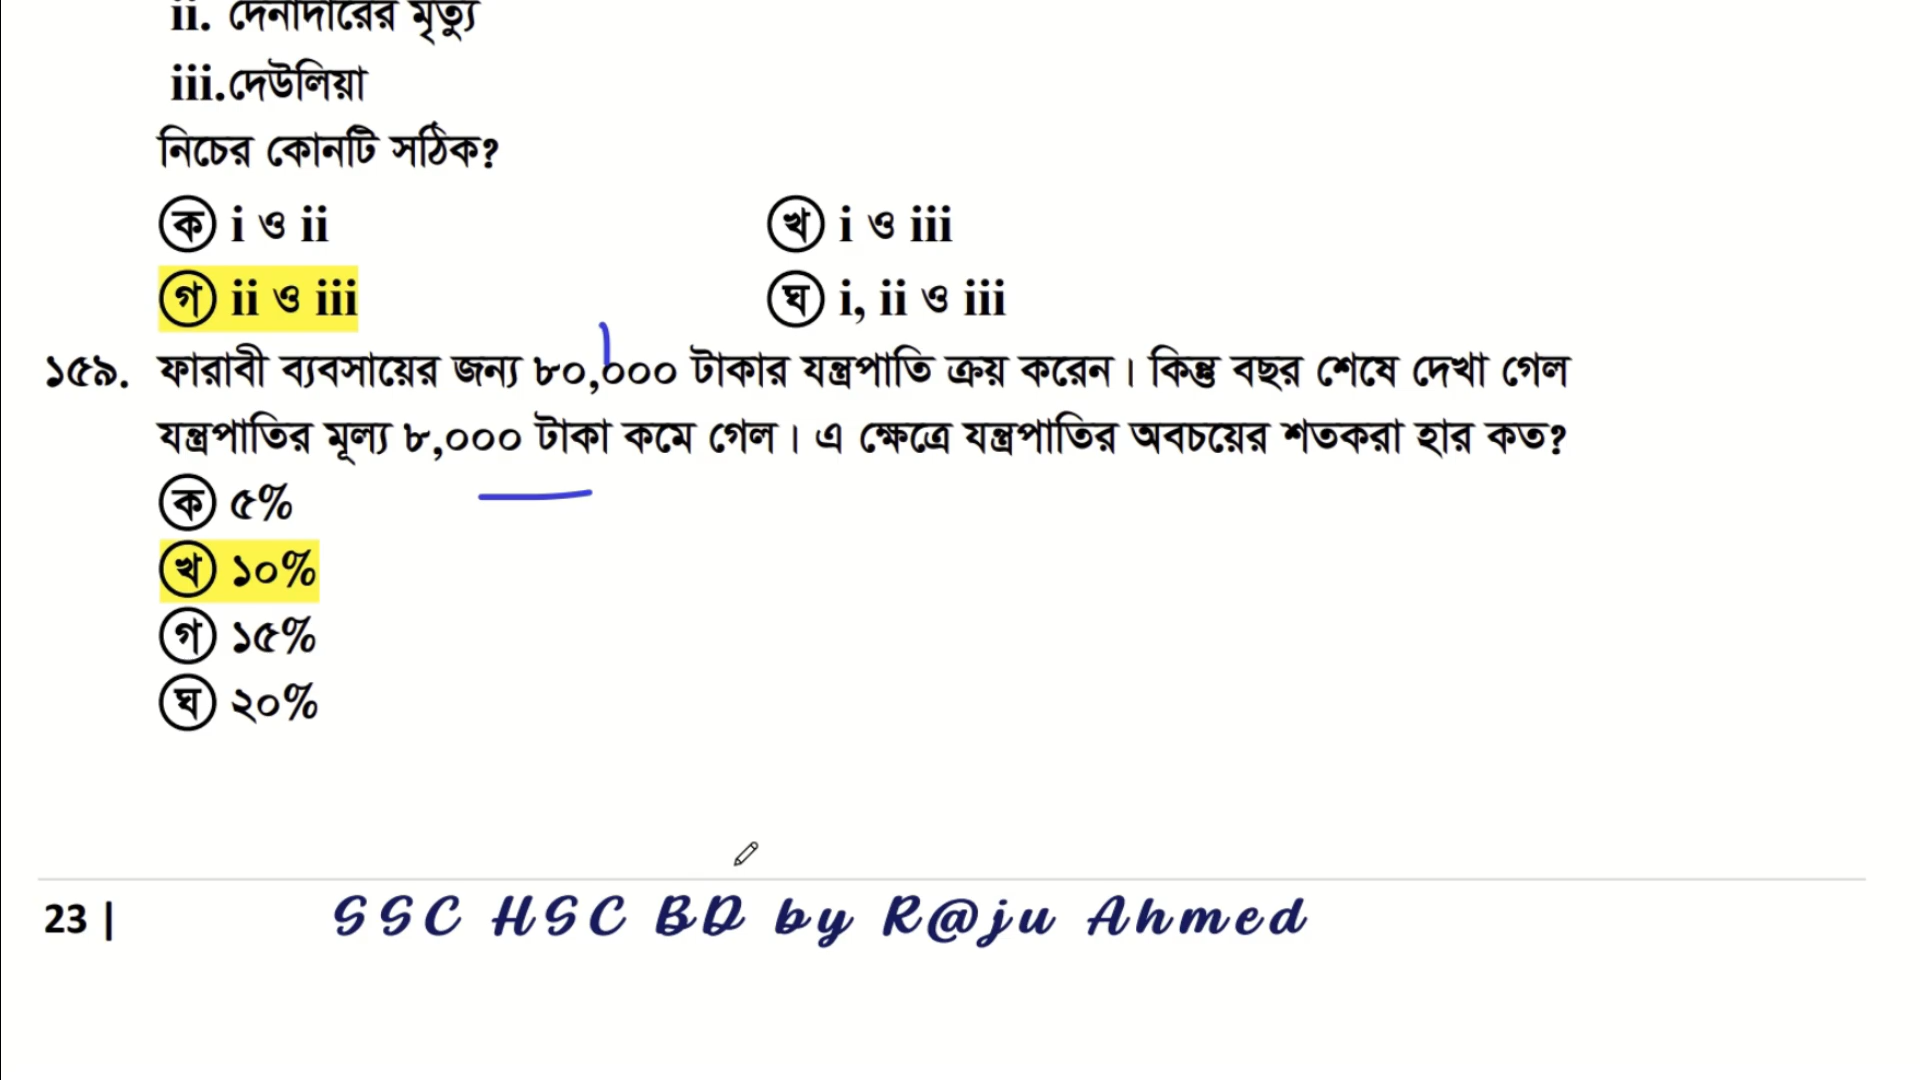 ii. দেনাদারের মৃত্যু
iii.দেউলিয়া
নিচের কোনটি সঠিক?
ক i ও ii খ i ও iii
গ ii ও iii ঘ i, ii ও iii
১৫৯. ফারাবী ব্যবসায়ের জন্য ৮০,০০০ টাকার যন্ত্রপাতি ক্রয় করেন। কিন্তু বছর শেষে দেখা গেল
যন্ত্রপাতির মূল্য ৮,০০০ টাকা কমে গেল। এ ক্ষেত্রে যন্ত্রপাতির অবচয়ের শতকরা হার কত?
ক ৫%
খ ১০%
গ ১৫%
ঘ ২০%
23 | SSC HSC BD by R@ju Ahmed